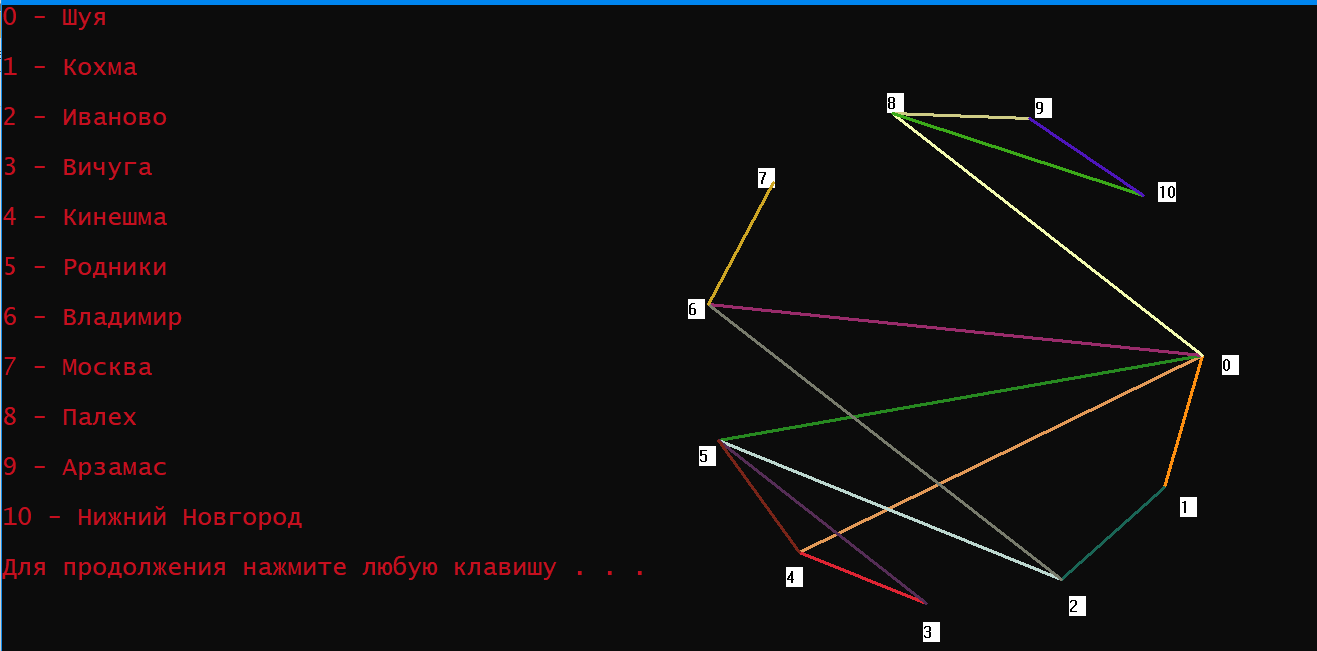 0 - Шуя
1 - Кохма
2 - Иваново
3 - Вичуга
4 - Кинешма
5 - Родники
6 - Владимир
7 - Москва
8 - Палех
9 - Арзамас
10 - Нижний Новгород
Для продолжения нажмите любую клавишу . . .
8
9
7
10
6
0
5
1
4
2
3